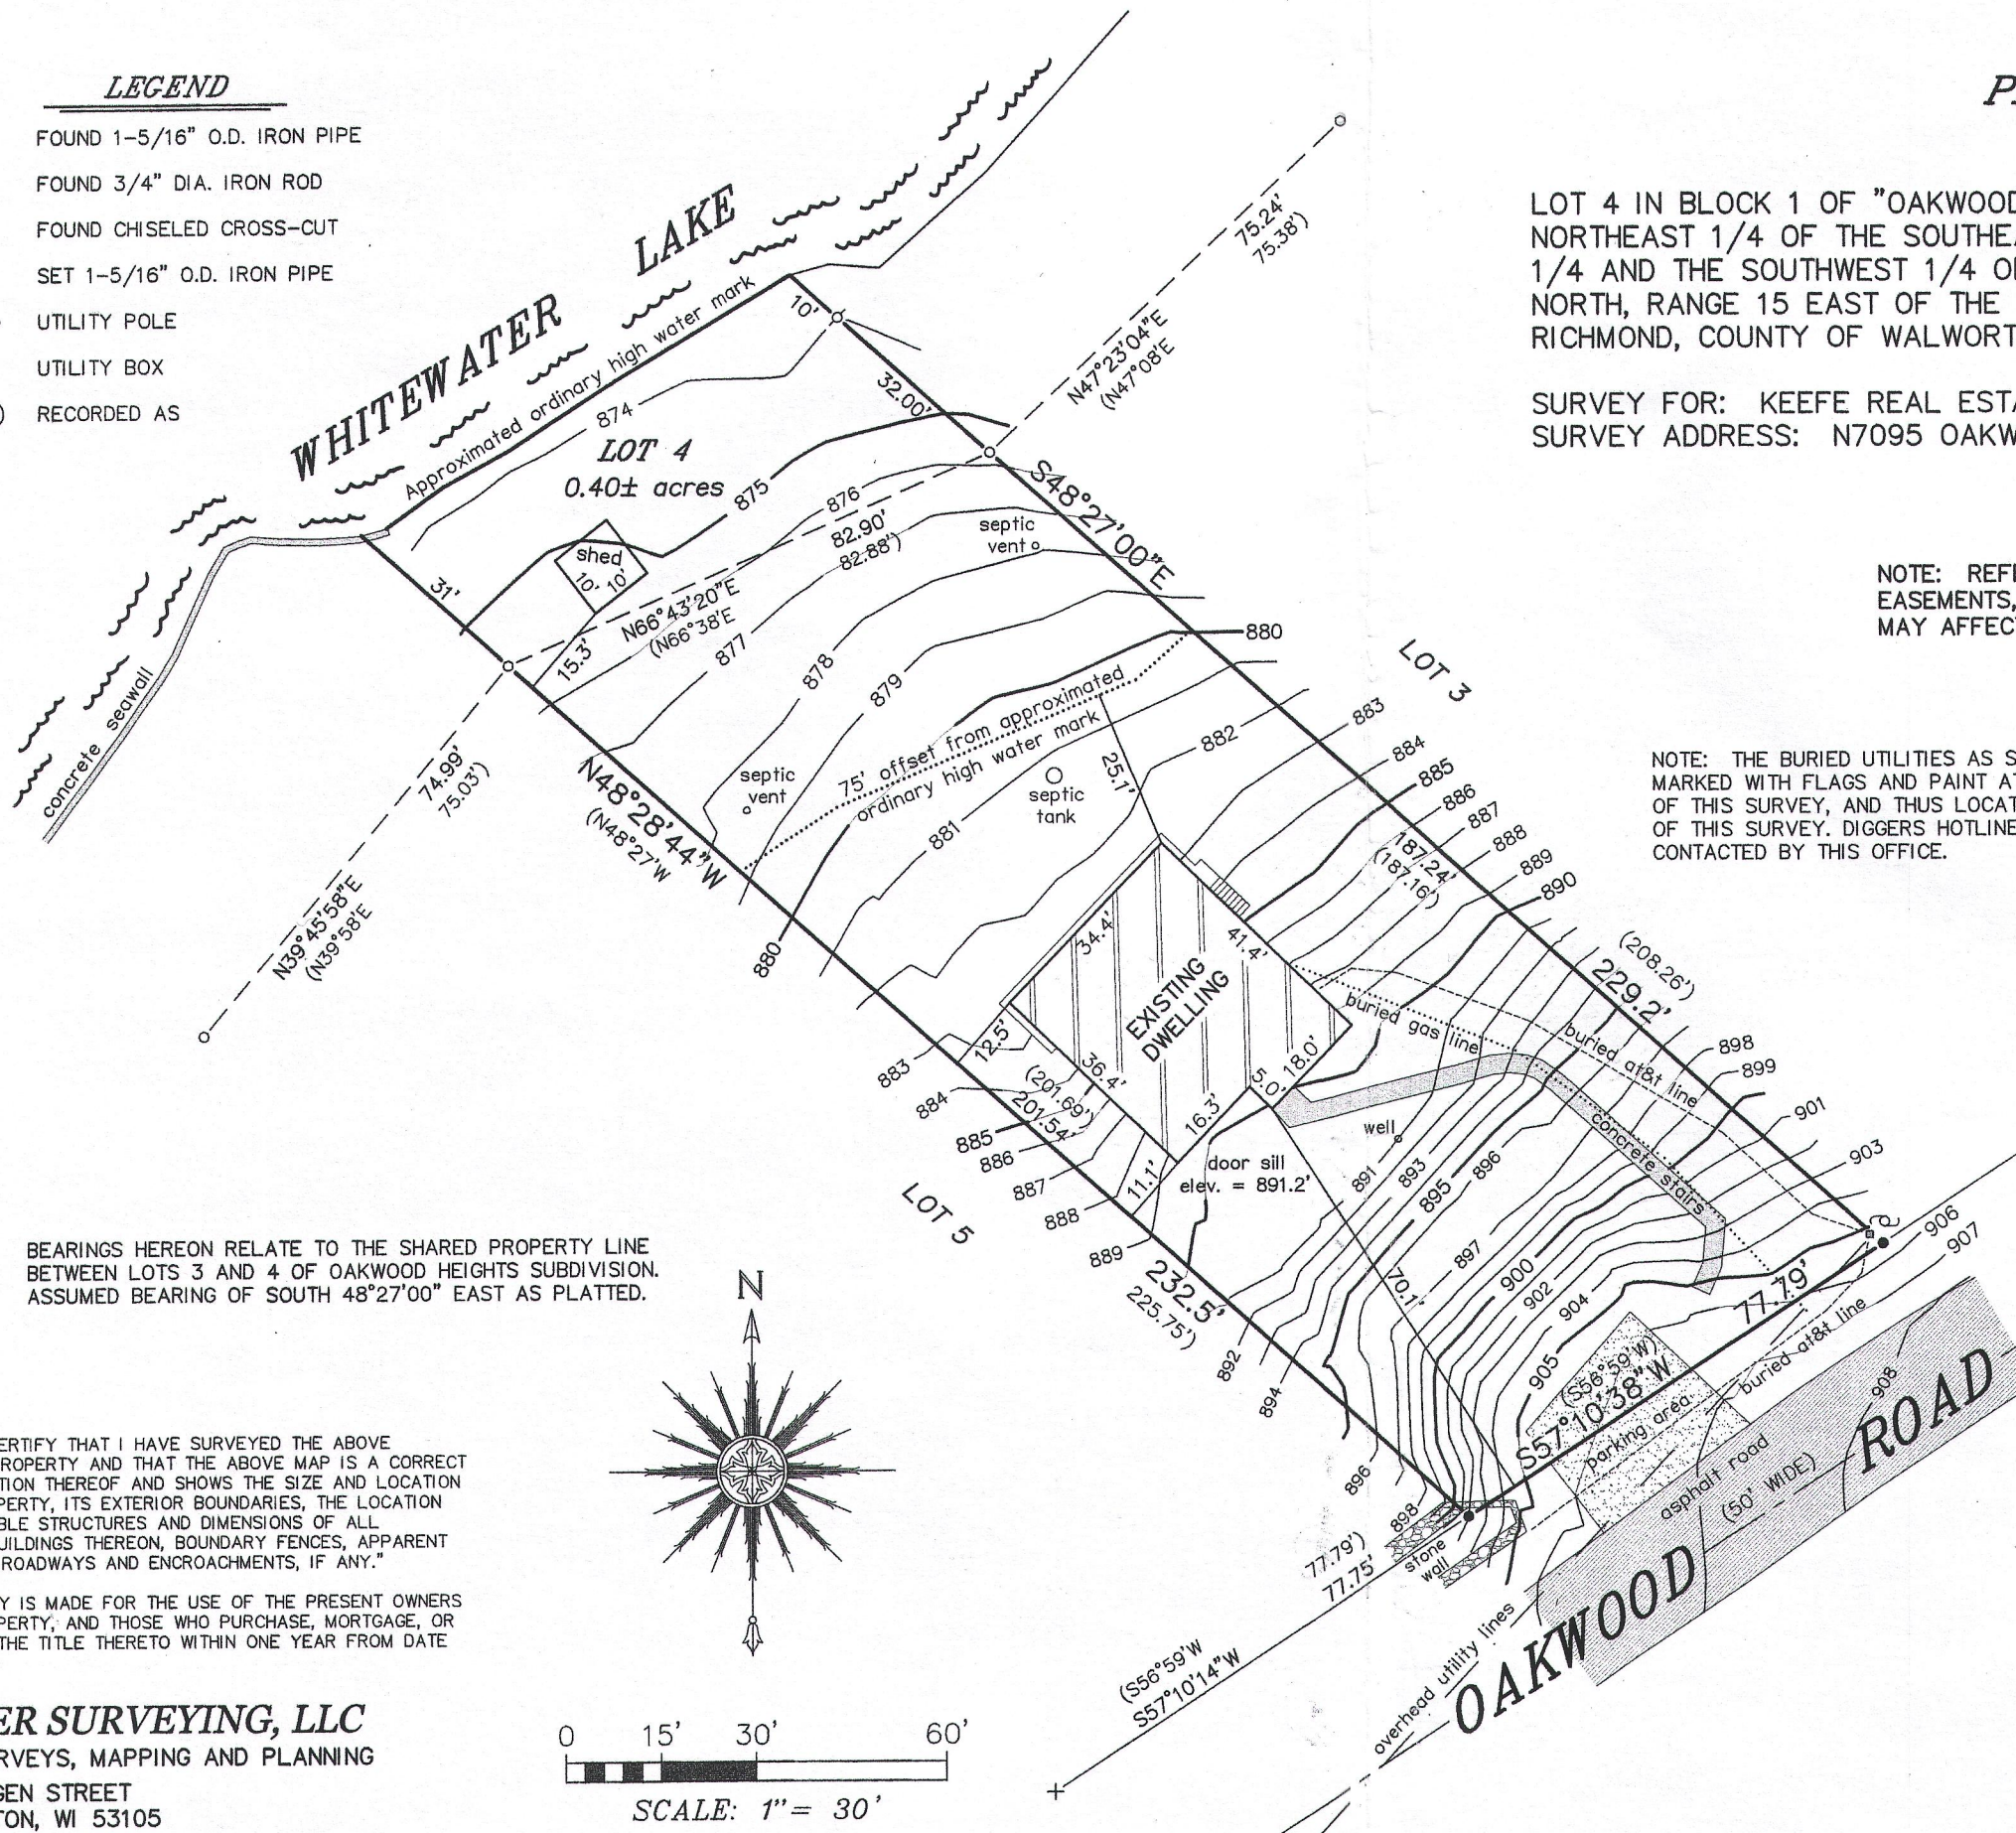 LEGEND
FOUND 1-5/16" O.D. IRON PIPE
FOUND 3/4" DIA. IRON ROD
FOUND CHISELED CROSS-CUT
SET 1-5/16" O.D. IRON PIPE
UTILITY POLE
UTILITY BOX
) RECORDED AS
WHITEWATER LAKE
Approximated ordinary high water mark
concrete seawall
LOT 4
0.40± acres
874
875
876
877
878
879
880
880
881
882
883
884
885
886
887
888
889
890
10'
32.00'
75.24'
75.38')
N47°23'04"E
(N47°08'E
S48°27'00"E
82.90'
82.88')
N66°43'20"E
(N66°38'E
septic
vent
shed
10' 10'
31'
15.3'
74.99'
75.03')
N39°45'58"E
(N39°58'E
N48°28'44"W
(N48°27'W
septic
vent
75' offset from approximated
ordinary high water mark
septic
tank
25.1'
LOT 3
187.24'
(187.16')
(208.26')
229.2'
34.4'
41.4'
EXISTING
DWELLING
36.4'
16.3'
5.0'
18.0'
12.5'
11.1'
(201.69')
201.54'
buried gas line
buried at&t line
concrete stairs
well
door sill
elev. = 891.2'
883
884
885
886
887
888
889
LOT 5
232.5'
225.75')
70.1'
891
893
895
896
897
900
902
904
905
892
894
896
898
898
899
901
903
906
907
908
77.79'
(S56°59'W)
S57°10'38"W
parking area
buried at&t line
asphalt road
(50' WIDE)
OAKWOOD ROAD
overhead utility lines
stone
wall
77.79')
77.75'
(S56°59'W
S57°10'14"W
LOT 4 IN BLOCK 1 OF "OAKWOOD
NORTHEAST 1/4 OF THE SOUTHEA
1/4 AND THE SOUTHWEST 1/4 O
NORTH, RANGE 15 EAST OF THE
RICHMOND, COUNTY OF WALWORT
SURVEY FOR: KEEFE REAL ESTA
SURVEY ADDRESS: N7095 OAKW
NOTE: REF
EASEMENTS,
MAY AFFEC
NOTE: THE BURIED UTILITIES AS S
MARKED WITH FLAGS AND PAINT A
OF THIS SURVEY, AND THUS LOCAT
OF THIS SURVEY. DIGGERS HOTLINE
CONTACTED BY THIS OFFICE.
BEARINGS HEREON RELATE TO THE SHARED PROPERTY LINE
BETWEEN LOTS 3 AND 4 OF OAKWOOD HEIGHTS SUBDIVISION.
ASSUMED BEARING OF SOUTH 48°27'00" EAST AS PLATTED.
N
ERTIFY THAT I HAVE SURVEYED THE ABOVE
ROPERTY AND THAT THE ABOVE MAP IS A CORRECT
TION THEREOF AND SHOWS THE SIZE AND LOCATION
PERTY, ITS EXTERIOR BOUNDARIES, THE LOCATION
BLE STRUCTURES AND DIMENSIONS OF ALL
UILDINGS THEREON, BOUNDARY FENCES, APPARENT
ROADWAYS AND ENCROACHMENTS, IF ANY."
Y IS MADE FOR THE USE OF THE PRESENT OWNERS
PERTY, AND THOSE WHO PURCHASE, MORTGAGE, OR
THE TITLE THERETO WITHIN ONE YEAR FROM DATE
ER SURVEYING, LLC
RVEYS, MAPPING AND PLANNING
GEN STREET
TON, WI 53105
0 15' 30' 60'
SCALE: 1"= 30'